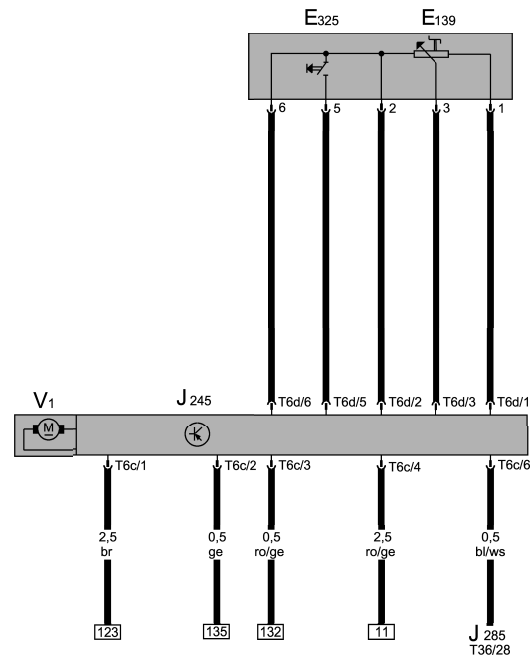 E325 E139
6 5 2 3 1
V1 J 245 T6d/6 T6d/5 T6d/2 T6d/3 T6d/1
M
T6c/1 T6c/2 T6c/3 T6c/4 T6c/6
2,5 0,5 0,5 2,5 0,5
br ge ro/ge ro/ge bl/ws
123 135 132 11 J 285
T36/28